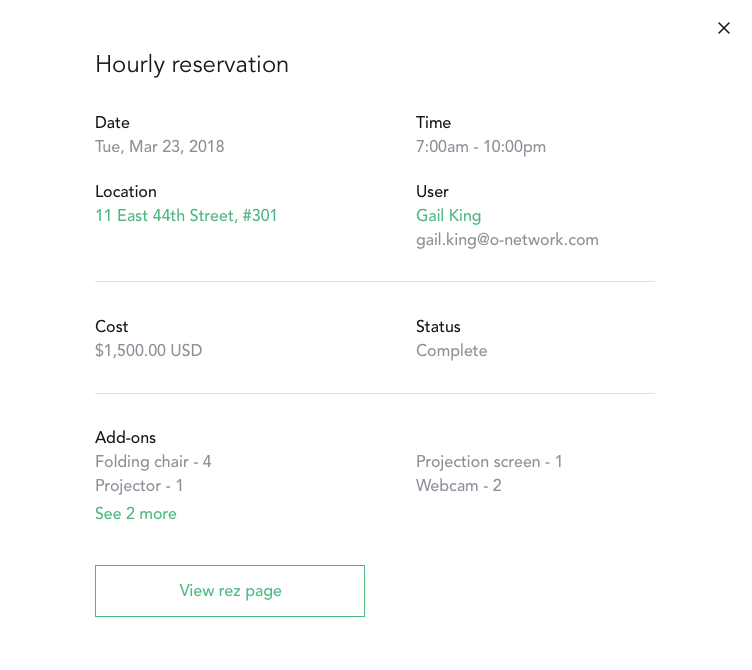 Hourly reservation
Date
Tue, Mar 23, 2018
Time
7:00am - 10:00pm
Location
11 East 44th Street, #301
User
Gail King
gail.king@o-network.com
Cost
$1,500.00 USD
Status
Complete
Add-ons
Folding chair - 4
Projection screen - 1
Projector - 1
Webcam - 2
See 2 more
View rez page